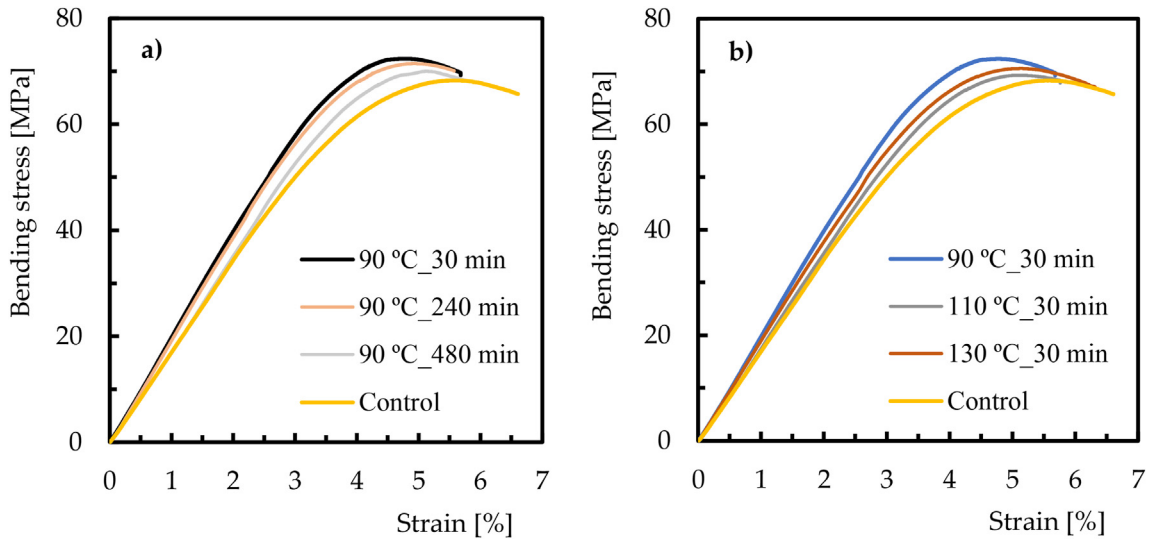 a)
Bending stress [MPa]
80
60
40
20
0
90 ºC_30 min
90 ºC_240 min
90 ºC_480 min
Control
0 1 2 3 4 5 6 7
Strain [%]
b)
Bending stress [MPa]
80
60
40
20
0
90 ºC_30 min
110 ºC_30 min
130 ºC_30 min
Control
0 1 2 3 4 5 6 7
Strain [%]